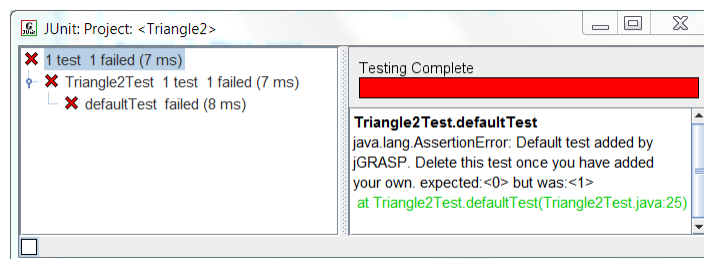 JUnit: Project: <Triangle2>
1 test  1 failed (7 ms)
Triangle2Test  1 test  1 failed (7 ms)
defaultTest  failed (8 ms)
Testing Complete
Triangle2Test.defaultTest
java.lang.AssertionError: Default test added by
jGRASP. Delete this test once you have added
your own. expected:<0> but was:<1>
at Triangle2Test.defaultTest(Triangle2Test.java:25)